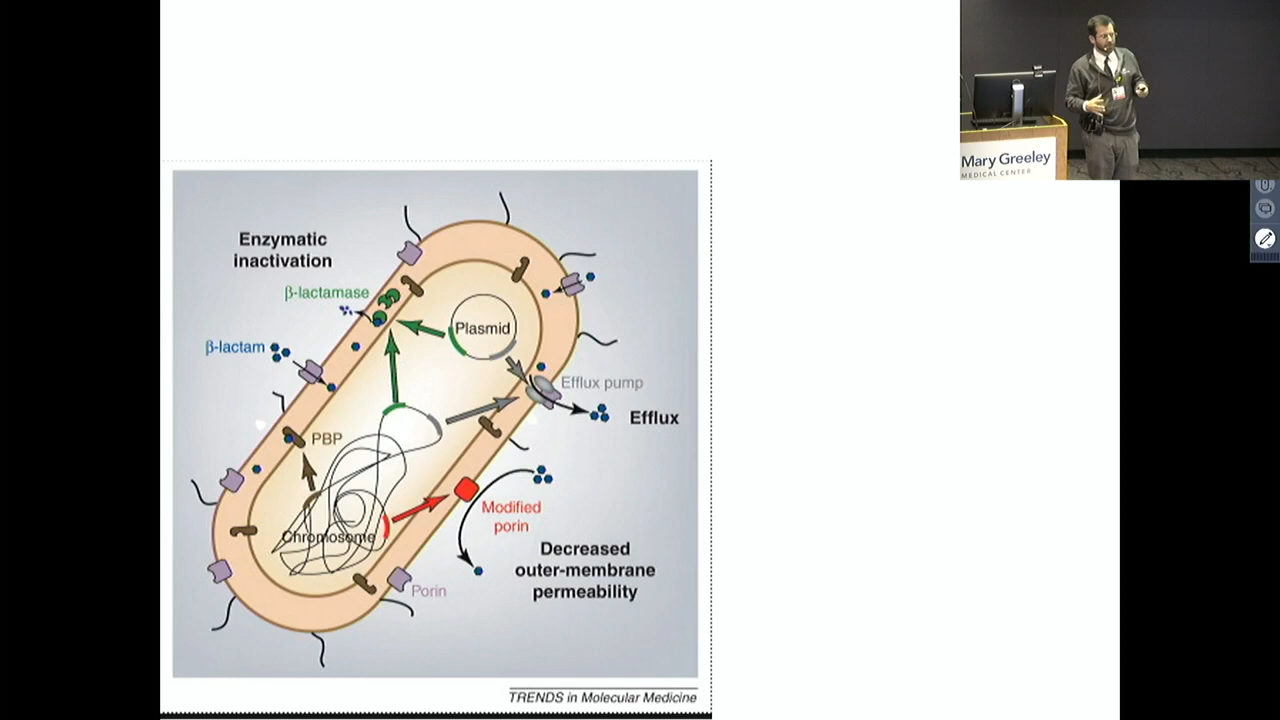 Mary Greeley
MEDICAL CENTER
Enzymatic
inactivation
β-lactamase
Plasmid
β-lactam
Efflux pump
Efflux
PBP
Modified
porin
Chromosome
Decreased
outer-membrane
permeability
Porin
TRENDS in Molecular Medicine